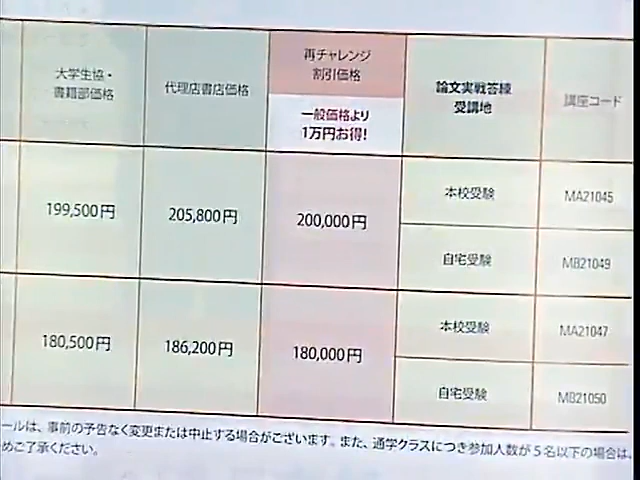 大学生協・
書籍部価格
代理店書店価格
再チャレンジ
割引価格
一般価格より
1万円お得!
論文実戦答練
受講地
講座コード
199,500円
205,800円
200,000円
本校受験
MA21045
自宅受験
MB21049
180,500円
186,200円
180,000円
本校受験
MA21047
自宅受験
MB21050
ールは、事前の予告なく変更または中止する場合がございます。また、通学クラスにつき参加人数が5名以下の場合は、
めご了承ください。